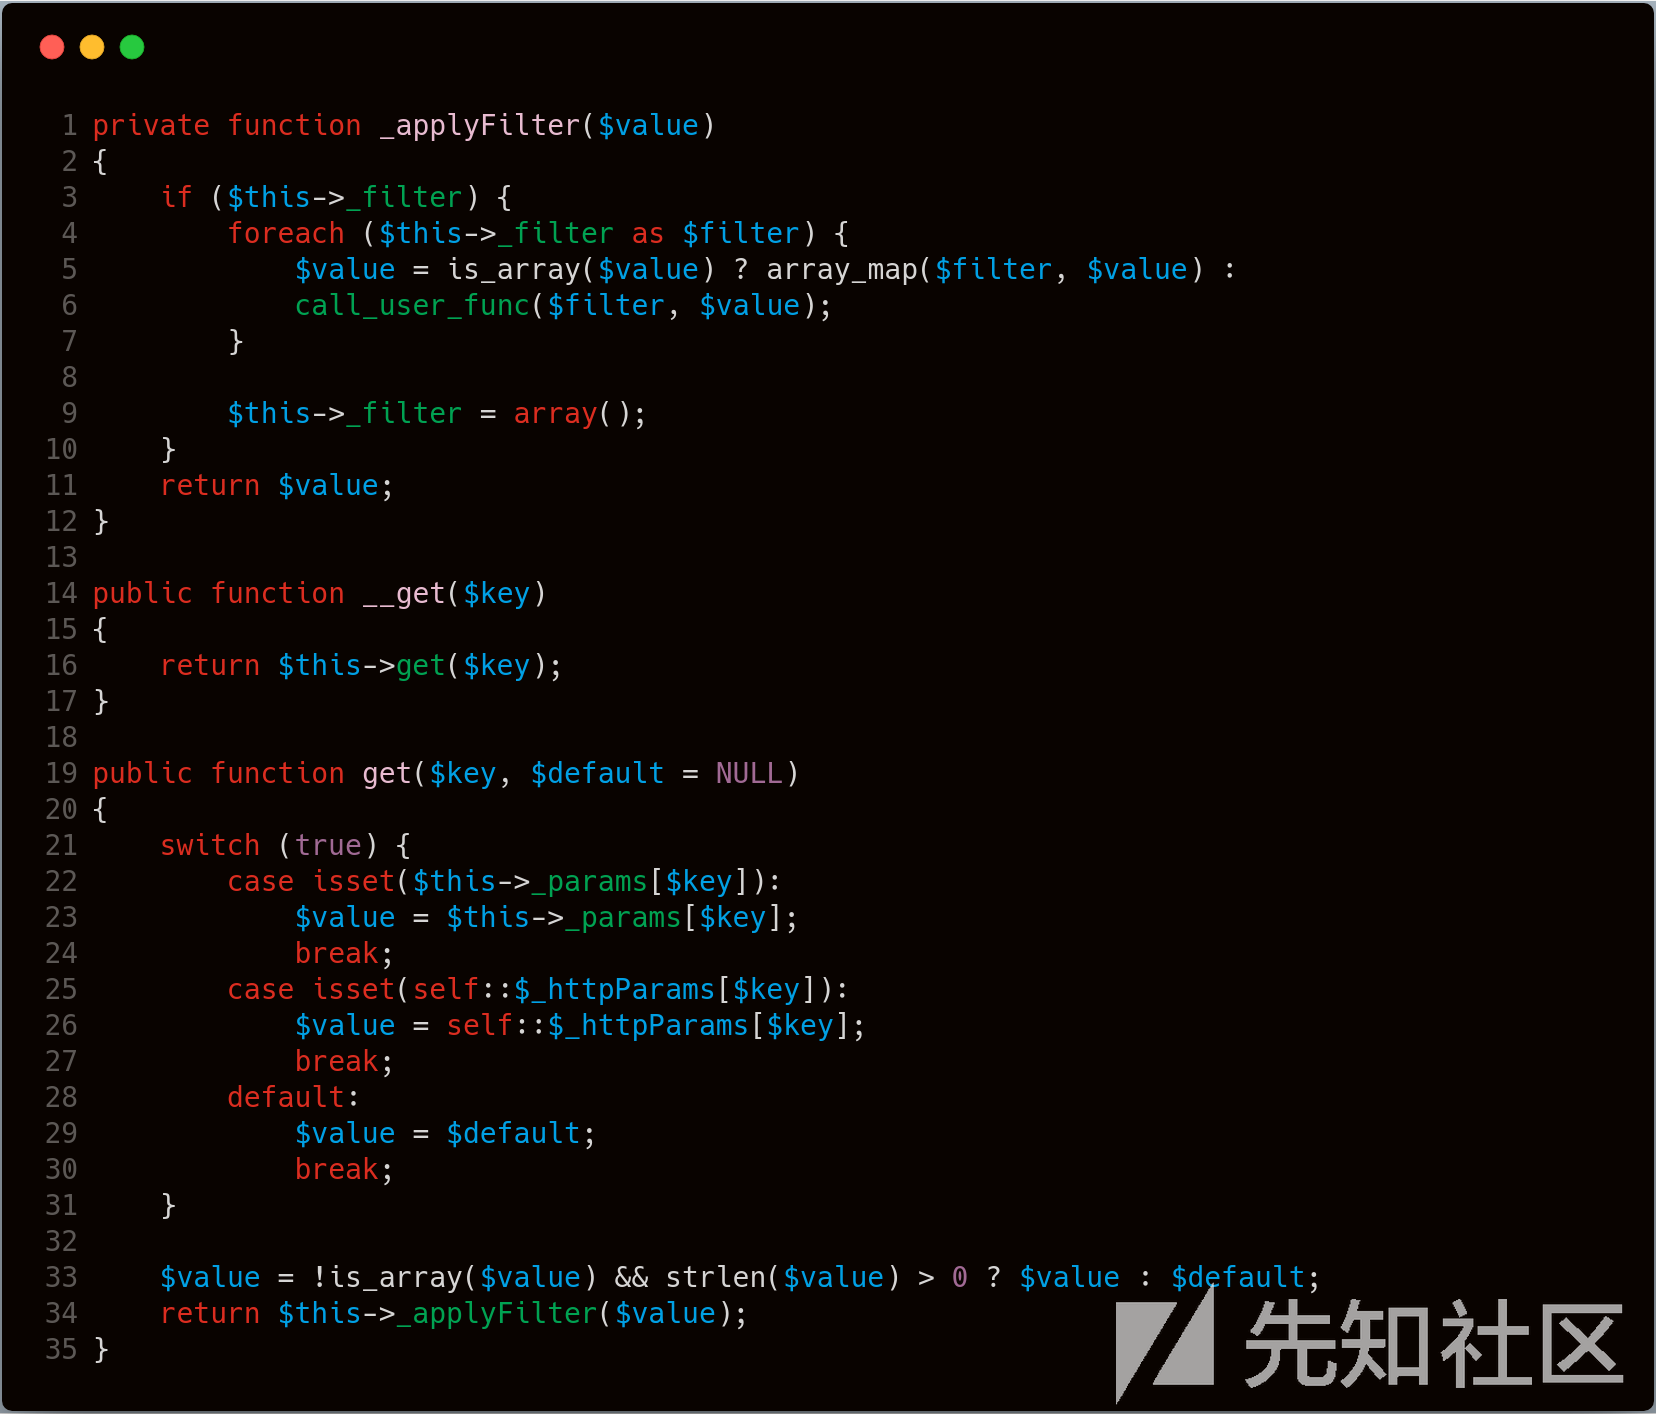 1 private function _applyFilter($value)
2 {
3     if ($this->_filter) {
4         foreach ($this->_filter as $filter) {
5             $value = is_array($value) ? array_map($filter, $value) :
6             call_user_func($filter, $value);
7         }
8
9         $this->_filter = array();
10     }
11     return $value;
12 }
13
14 public function __get($key)
15 {
16     return $this->get($key);
17 }
18
19 public function get($key, $default = NULL)
20 {
21     switch (true) {
22         case isset($this->_params[$key]):
23             $value = $this->_params[$key];
24             break;
25         case isset(self::$_httpParams[$key]):
26             $value = self::$_httpParams[$key];
27             break;
28         default:
29             $value = $default;
30             break;
31     }
32
33     $value = !is_array($value) && strlen($value) > 0 ? $value : $default;
34     return $this->_applyFilter($value);
35 }
先知社区